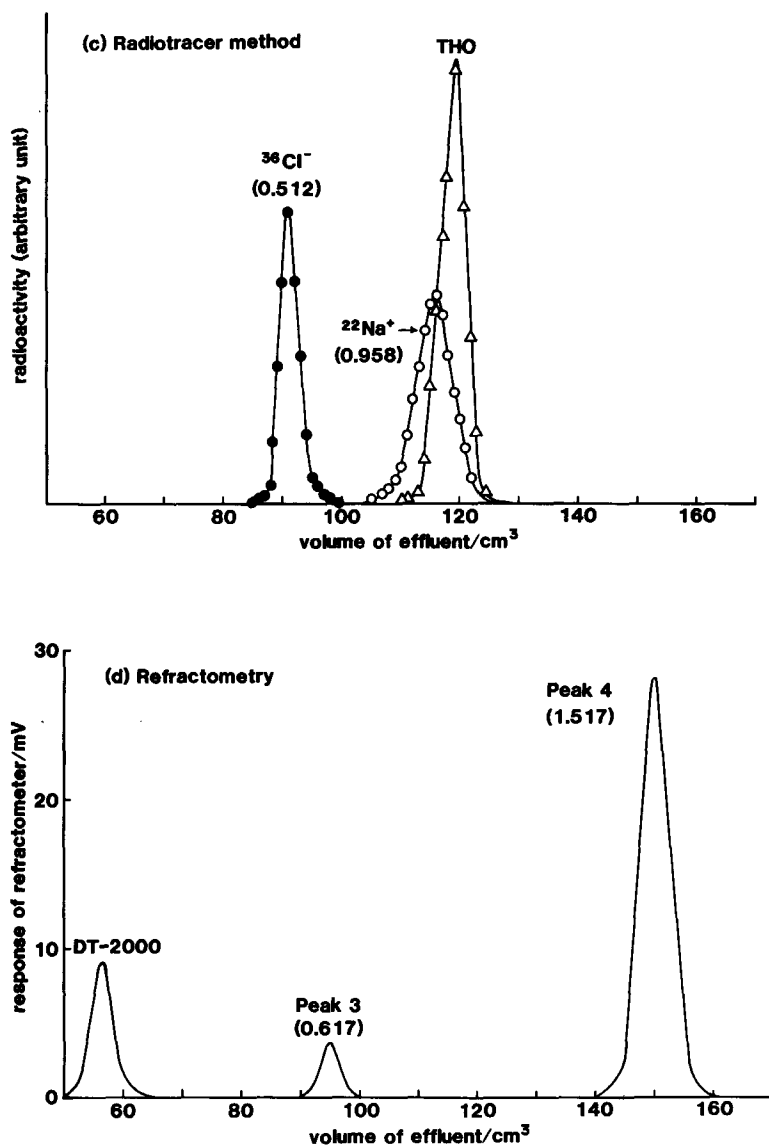 (c) Radiotracer method
THO
³⁶Cl⁻
(0.512)
²²Na⁺→
(0.958)
radioactivity (arbitrary unit)
60 80 100 120 140 160
volume of effluent/cm³
(d) Refractometry
30
20
10
0
Peak 4
(1.517)
DT-2000
Peak 3
(0.617)
response of refractometer/mV
60 80 100 120 140 160
volume of effluent/cm³